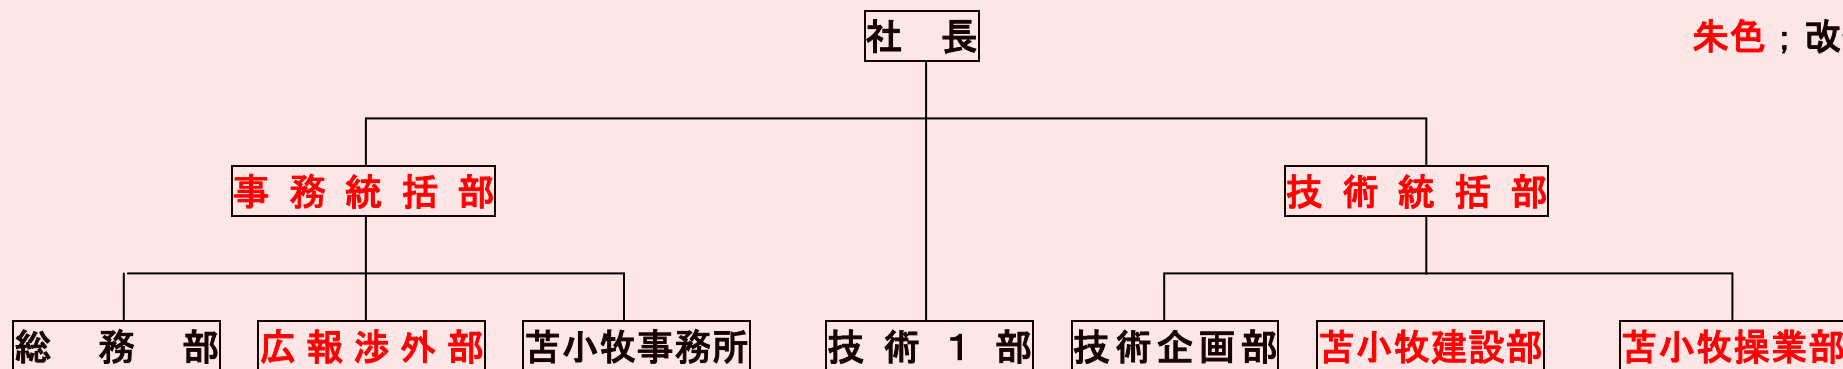 社　長
朱色；改
事務統括部
技術統括部
総務部
広報渉外部
苫小牧事務所
技術１部
技術企画部
苫小牧建設部
苫小牧操業部